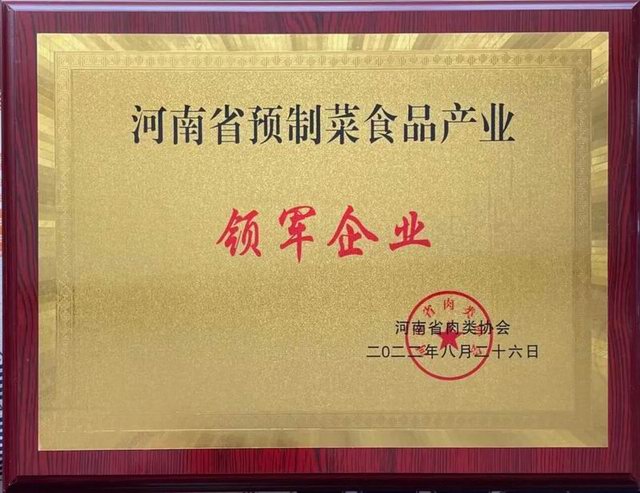 河南省预制菜食品产业
领军企业
河南省肉类协会
二〇二二年八月二十六日